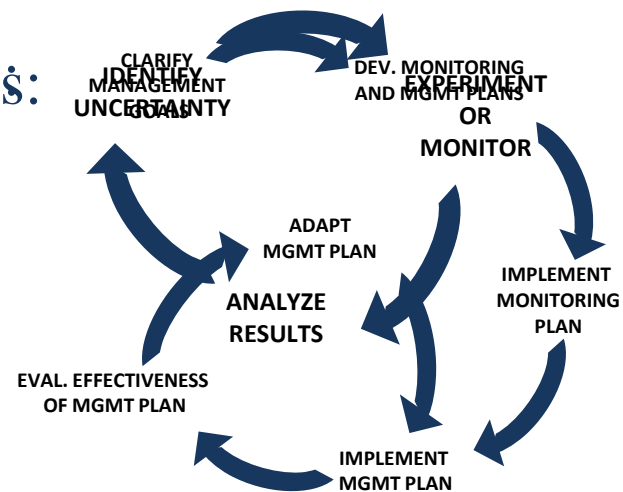 s:
CLARIFY
MANAGEMENT
GOALS
IDENTIFY
UNCERTAINTY
DEV. MONITORING
AND MGMT PLANS
EXPERIMENT
OR
MONITOR
ADAPT
MGMT PLAN
IMPLEMENT
MONITORING
PLAN
ANALYZE
RESULTS
EVAL. EFFECTIVENESS
OF MGMT PLAN
IMPLEMENT
MGMT PLAN